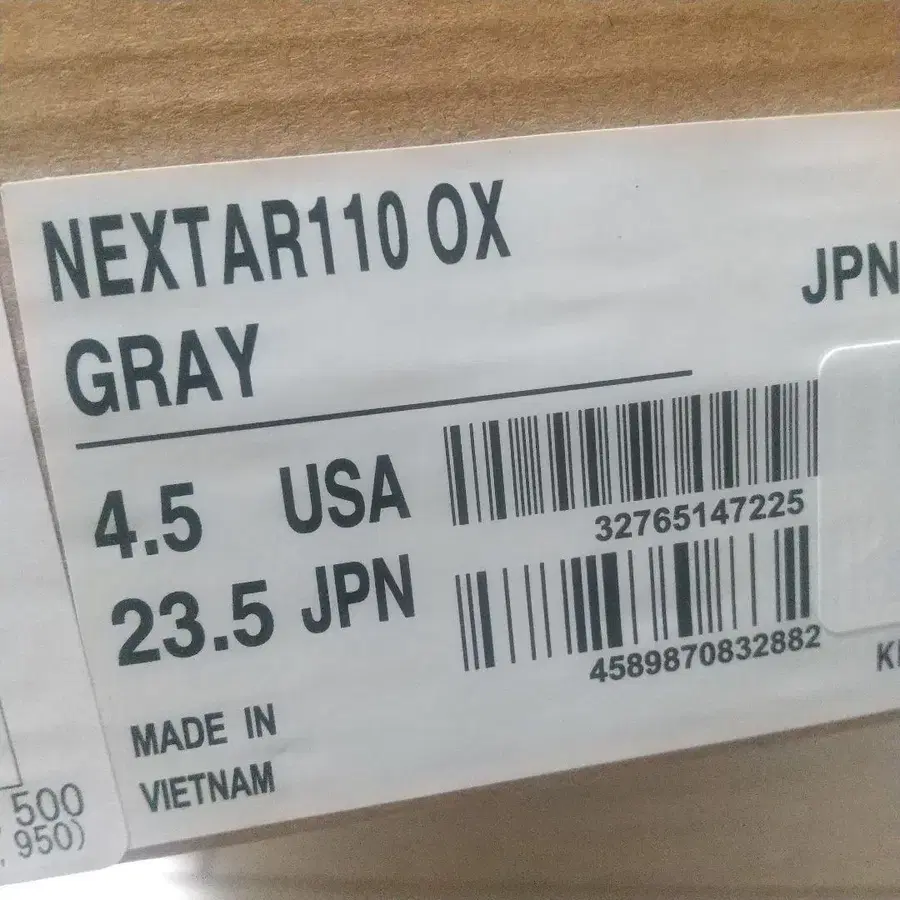 NEXTAR110 OX
JPN
GRAY
4.5 USA
32765147225
23.5 JPN
4589870832882
MADE IN
VIETNAM
500
,950)